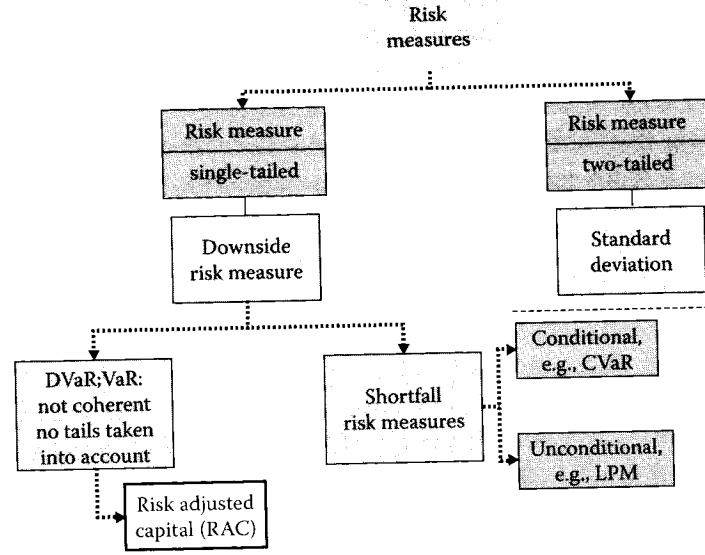 Risk
measures
Risk measure
single-tailed
Risk measure
two-tailed
Downside
risk measure
Standard
deviation
DVaR;VaR:
not coherent
no tails taken
into account
Shortfall
risk measures
Conditional,
e.g., CVaR
Unconditional,
e.g., LPM
Risk adjusted
capital (RAC)